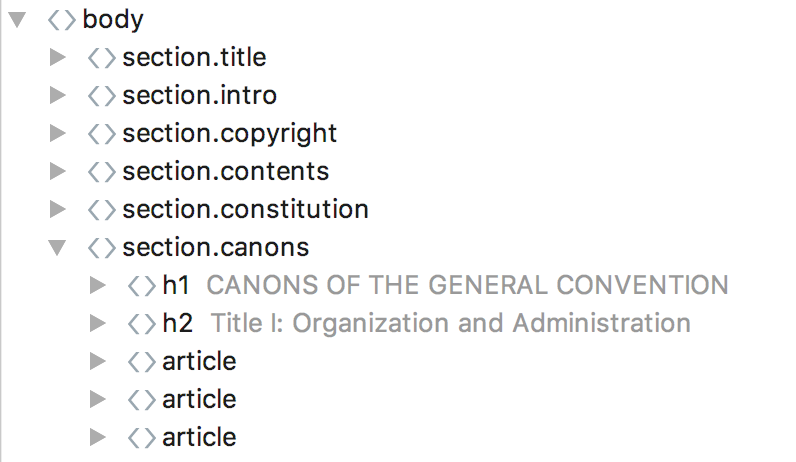 <> body
<> section.title
<> section.intro
<> section.copyright
<> section.contents
<> section.constitution
<> section.canons
<> h1 CANONS OF THE GENERAL CONVENTION
<> h2 Title I: Organization and Administration
<> article
<> article
<> article